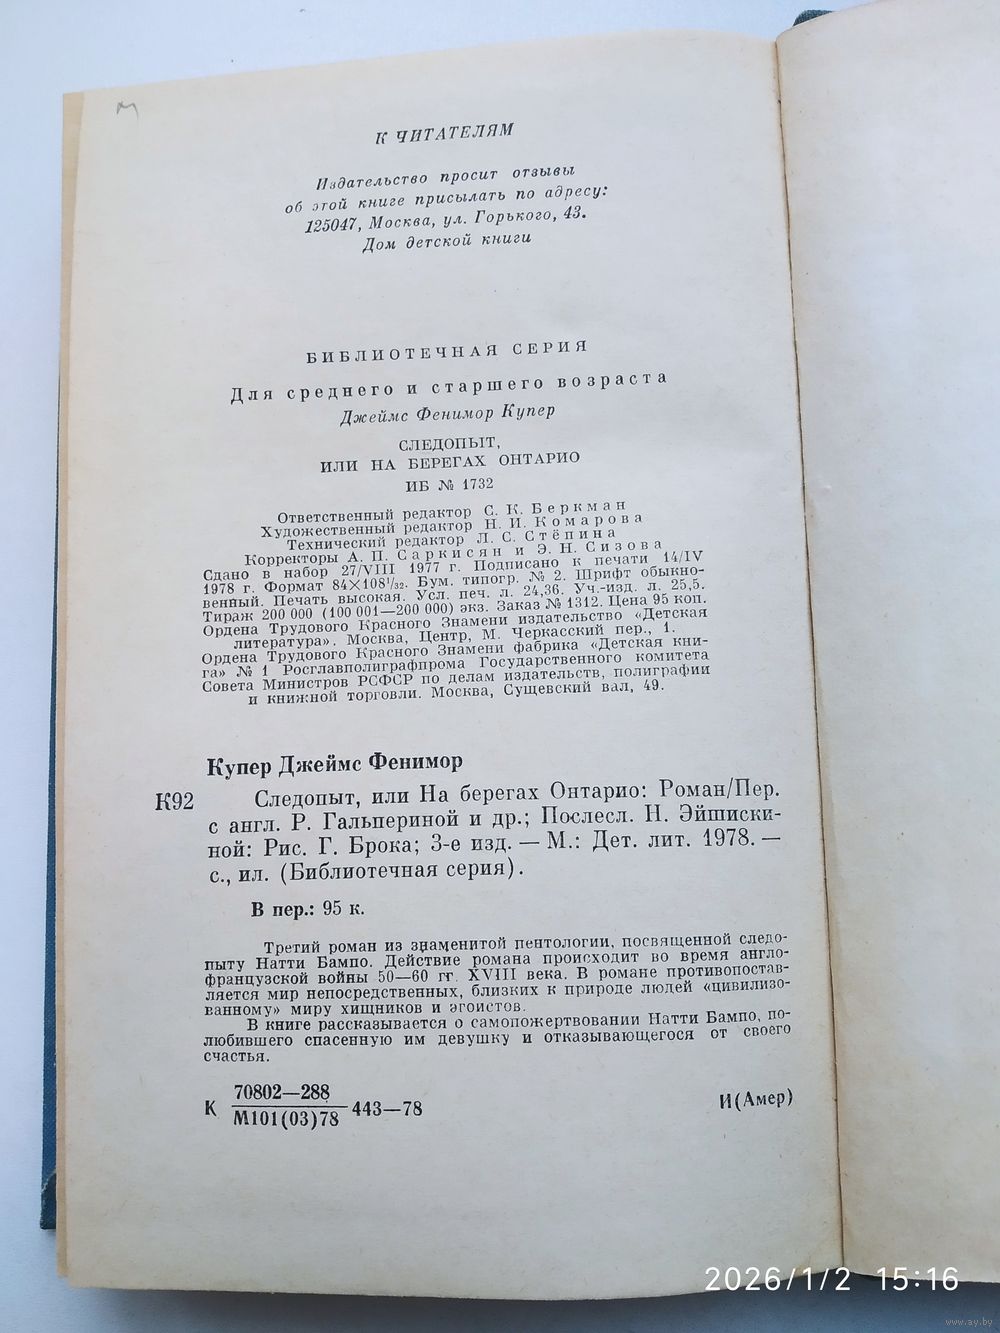 К ЧИТАТЕЛЯМ
Издательство просит отзывы
об этой книге присылать по адресу:
125047, Москва, ул. Горького, 43.
Дом детской книги
БИБЛИОТЕЧНАЯ СЕРИЯ
Для среднего и старшего возраста
Джеймс Фенимор Купер
СЛЕДОПЫТ,
ИЛИ НА БЕРЕГАХ ОНТАРИО
ИБ № 1732
Ответственный редактор С. К. Беркман
Художественный редактор Н. И. Комарова
Технический редактор Л. С. Стёпина
Корректоры А. П. Саркисян и Э. Н. Сизова
Сдано в набор 27/VIII 1977 г. Подписано к печати 14/IV
1978 г. Формат 84×108¹/₃₂. Бум. типогр. № 2. Шрифт обыкно-
венный. Печать высокая. Усл. печ. л. 24,36. Уч.-изд. л. 25,5.
Тираж 200 000 (100 001—200 000) экз. Заказ № 1312. Цена 95 коп.
Ордена Трудового Красного Знамени издательство «Детская
литература». Москва, Центр, М. Черкасский пер., 1.
Ордена Трудового Красного Знамени фабрика «Детская кни-
га» № 1 Росглавполиграфпрома Государственного комитета
Совета Министров РСФСР по делам издательств, полиграфии
и книжной торговли. Москва, Сущевский вал, 49.
Купер Джеймс Фенимор
К92 Следопыт, или На берегах Онтарио: Роман/Пер.
с англ. Р. Гальпериной и др.; Послесл. Н. Эйшиски-
ной: Рис. Г. Брока; 3-е изд. — М.: Дет. лит. 1978. —
с., ил. (Библиотечная серия).
В пер.: 95 к.
Третий роман из знаменитой пентологии, посвященной следо-
пыту Натти Бампо. Действие романа происходит во время англо-
французской войны 50—60 гг. XVIII века. В романе противопостав-
ляется мир непосредственных, близких к природе людей «цивилизо-
ванному» миру хищников и эгоистов.
В книге рассказывается о самопожертвовании Натти Бампо, по-
любившего спасенную им девушку и отказывающегося от своего
счастья.
70802—288
К М101(03)78 443—78 И(Амер)
2026/1/2 15:16
www.ay.by